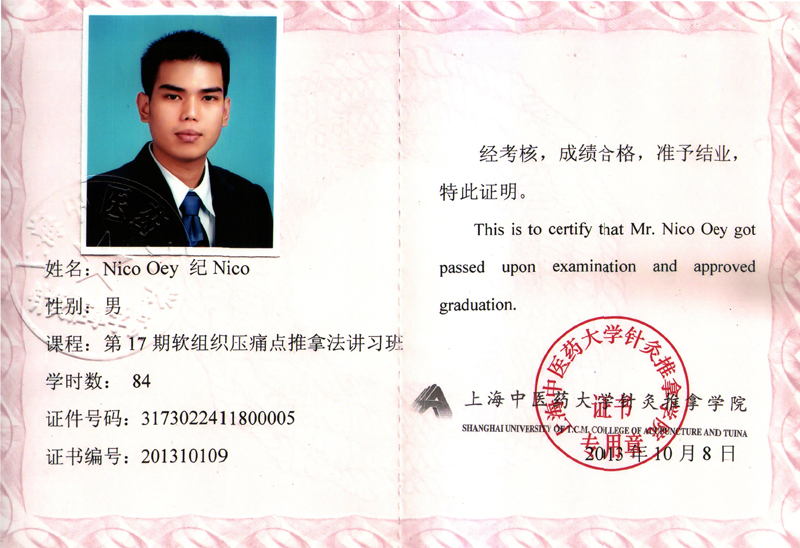 姓名：Nico Oey 纪 Nico
性别：男
课程：第 17 期软组织压痛点推拿法讲习班
学时数： 84
证件号码：3173022411800005
证书编号：201310109
经考核，成绩合格，准予结业，
特此证明。
This is to certify that Mr. Nico Oey got
passed upon examination and approved
graduation.
上海中医药大学针灸推拿学院
SHANGHAI UNIVERSITY OF T.C.M. COLLEGE OF ACUPUNCTURE AND TUINA
2013 年 10 月 8 日
上海中医药大学针灸推拿学院
证书
专用章